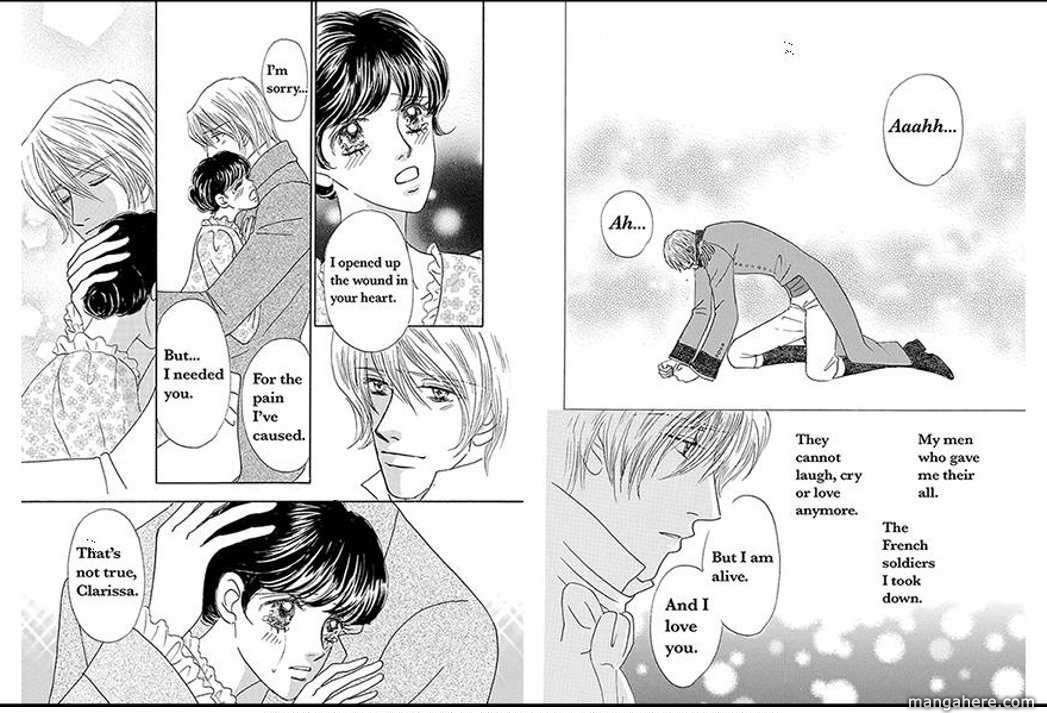 Aaahh...
Ah...
My men
who gave
me their
all.
The
French
soldiers
I took
down.
They
cannot
laugh, cry
or love
anymore.
But I am
alive.
And I
love
you.
I opened up
the wound in
your heart.
I'm
sorry...
For the
pain
I've
caused.
But...
I needed
you.
That's
not true,
Clarissa.
mangahere.com